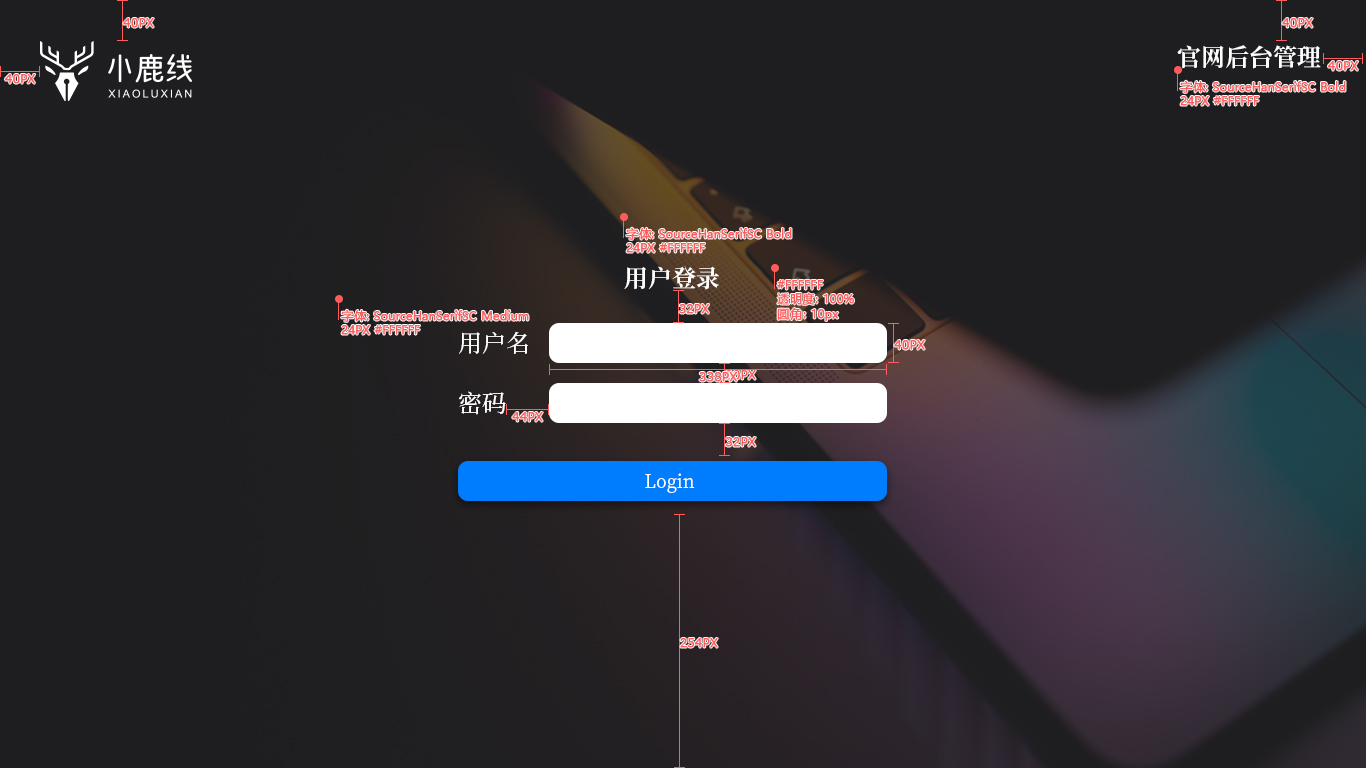 40PX
40PX
40PX
小鹿线
XIAOLUXIAN
官网后台管理
40PX
字体: SourceHanSerifSC Bold
24PX #FFFFFF
字体: SourceHanSerifSC Bold
24PX #FFFFFF
用户登录
#FFFFFF
透明度: 100%
圆角: 10px
32PX
字体: SourceHanSerifSC Medium
24PX #FFFFFF
用户名
40PX
338PX
密码
44PX
32PX
Login
254PX